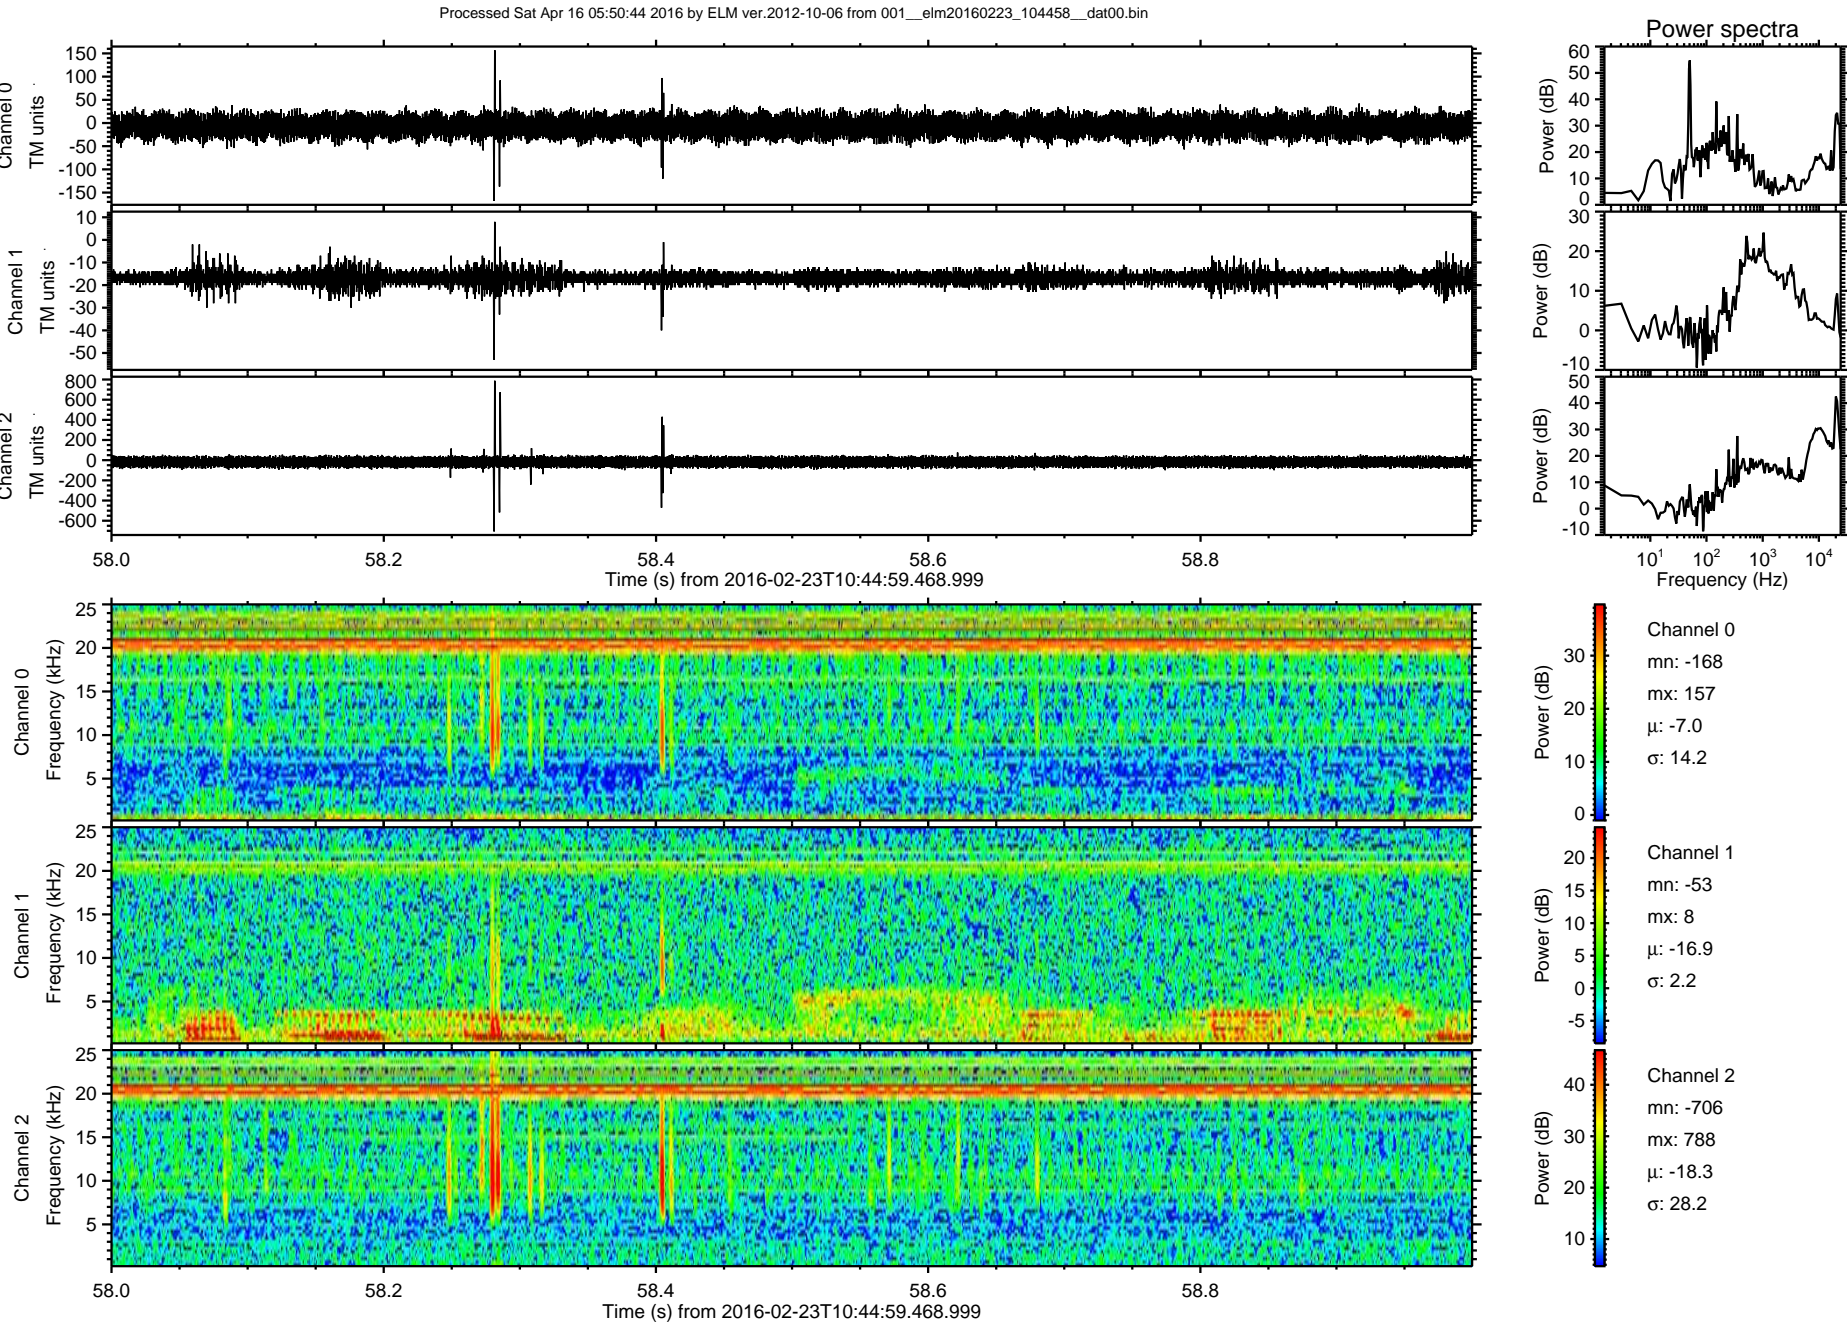 Processed Sat Apr 16 05:50:44 2016 by ELM ver.2012-10-06 from 001__elm20160223_104458__dat00.bin
Power spectra
Channel 0
TM units
150
100
50
0
-50
-100
-150
Power (dB)
60
50
40
30
20
10
0
Channel 1
TM units
10
0
-10
-20
-30
-40
-50
Power (dB)
30
20
10
0
-10
Channel 2
TM units
800
600
400
200
0
-200
-400
-600
Power (dB)
50
40
30
20
10
0
-10
58.0 58.2 58.4 58.6 58.8
Time (s) from 2016-02-23T10:44:59.468.999
10¹ 10² 10³ 10⁴
Frequency (Hz)
Channel 0
Frequency (kHz)
25
20
15
10
5
Power (dB)
30
20
10
0
Channel 0
mn: -168
mx: 157
μ: -7.0
σ: 14.2
Channel 1
Frequency (kHz)
25
20
15
10
5
Power (dB)
20
15
10
5
0
-5
Channel 1
mn: -53
mx: 8
μ: -16.9
σ: 2.2
Channel 2
Frequency (kHz)
25
20
15
10
5
Power (dB)
40
30
20
10
Channel 2
mn: -706
mx: 788
μ: -18.3
σ: 28.2
58.0 58.2 58.4 58.6 58.8
Time (s) from 2016-02-23T10:44:59.468.999